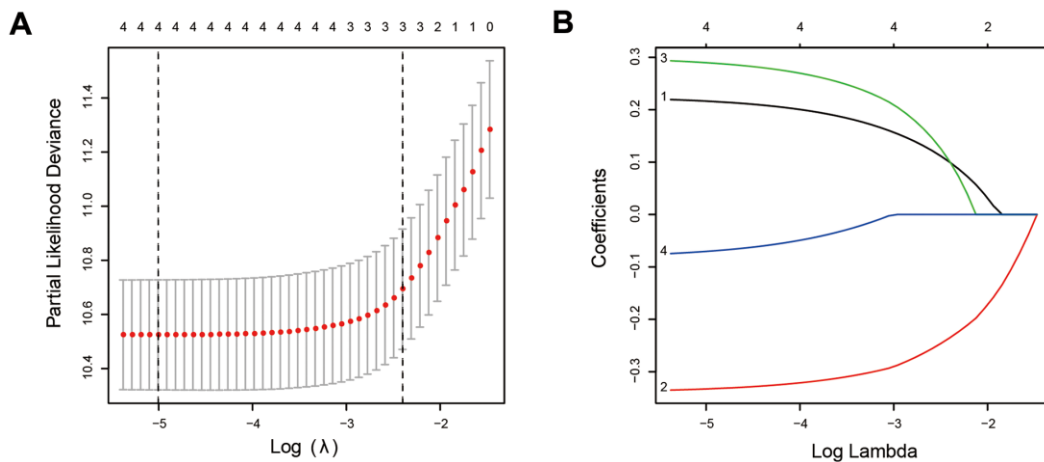 A
4 4 4 4 4 4 4 4 4 4 4 4 4 3 3 3 3 3 2 1 1 0
Partial Likelihood Deviance
11.4
11.2
11.0
10.8
10.6
10.4
−5 −4 −3 −2
Log (λ)
B
4 4 4 2
Coefficients
0.3
0.2
0.1
0.0
−0.1
−0.2
−0.3
3
1
4
2
−5 −4 −3 −2
Log Lambda